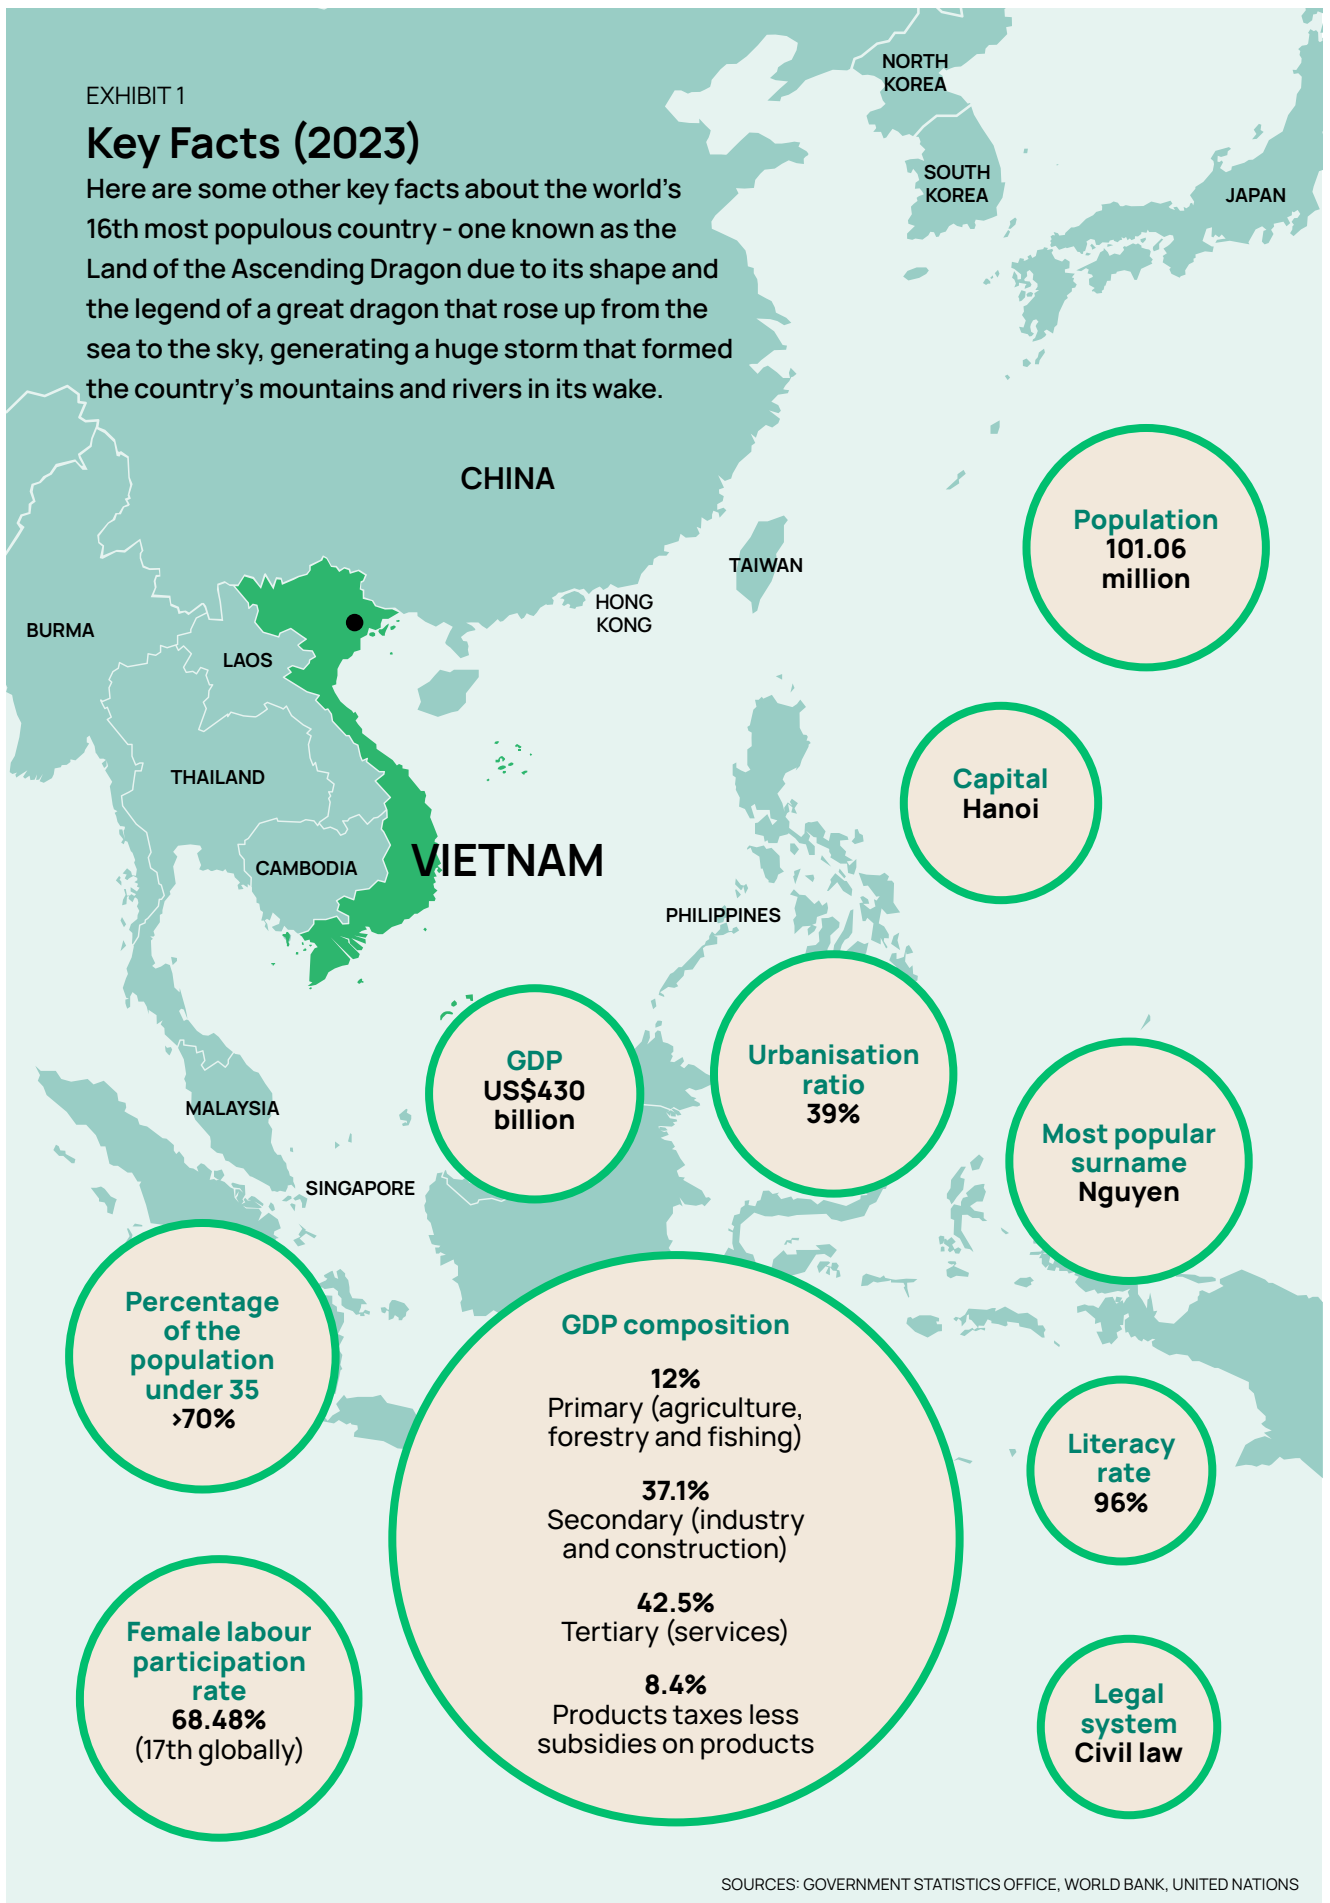 EXHIBIT 1
Key Facts (2023)
Here are some other key facts about the world's
16th most populous country - one known as the
Land of the Ascending Dragon due to its shape and
the legend of a great dragon that rose up from the
sea to the sky, generating a huge storm that formed
the country's mountains and rivers in its wake.
NORTH
KOREA
SOUTH
KOREA
JAPAN
CHINA
TAIWAN
HONG
KONG
BURMA
LAOS
THAILAND
CAMBODIA
VIETNAM
PHILIPPINES
MALAYSIA
SINGAPORE
Population
101.06
million
Capital
Hanoi
GDP
US$430
billion
Urbanisation
ratio
39%
Most popular
surname
Nguyen
Percentage
of the
population
under 35
>70%
GDP composition
12%
Primary (agriculture,
forestry and fishing)
37.1%
Secondary (industry
and construction)
42.5%
Tertiary (services)
8.4%
Products taxes less
subsidies on products
Literacy
rate
96%
Female labour
participation
rate
68.48%
(17th globally)
Legal
system
Civil law
SOURCES: GOVERNMENT STATISTICS OFFICE, WORLD BANK, UNITED NATIONS